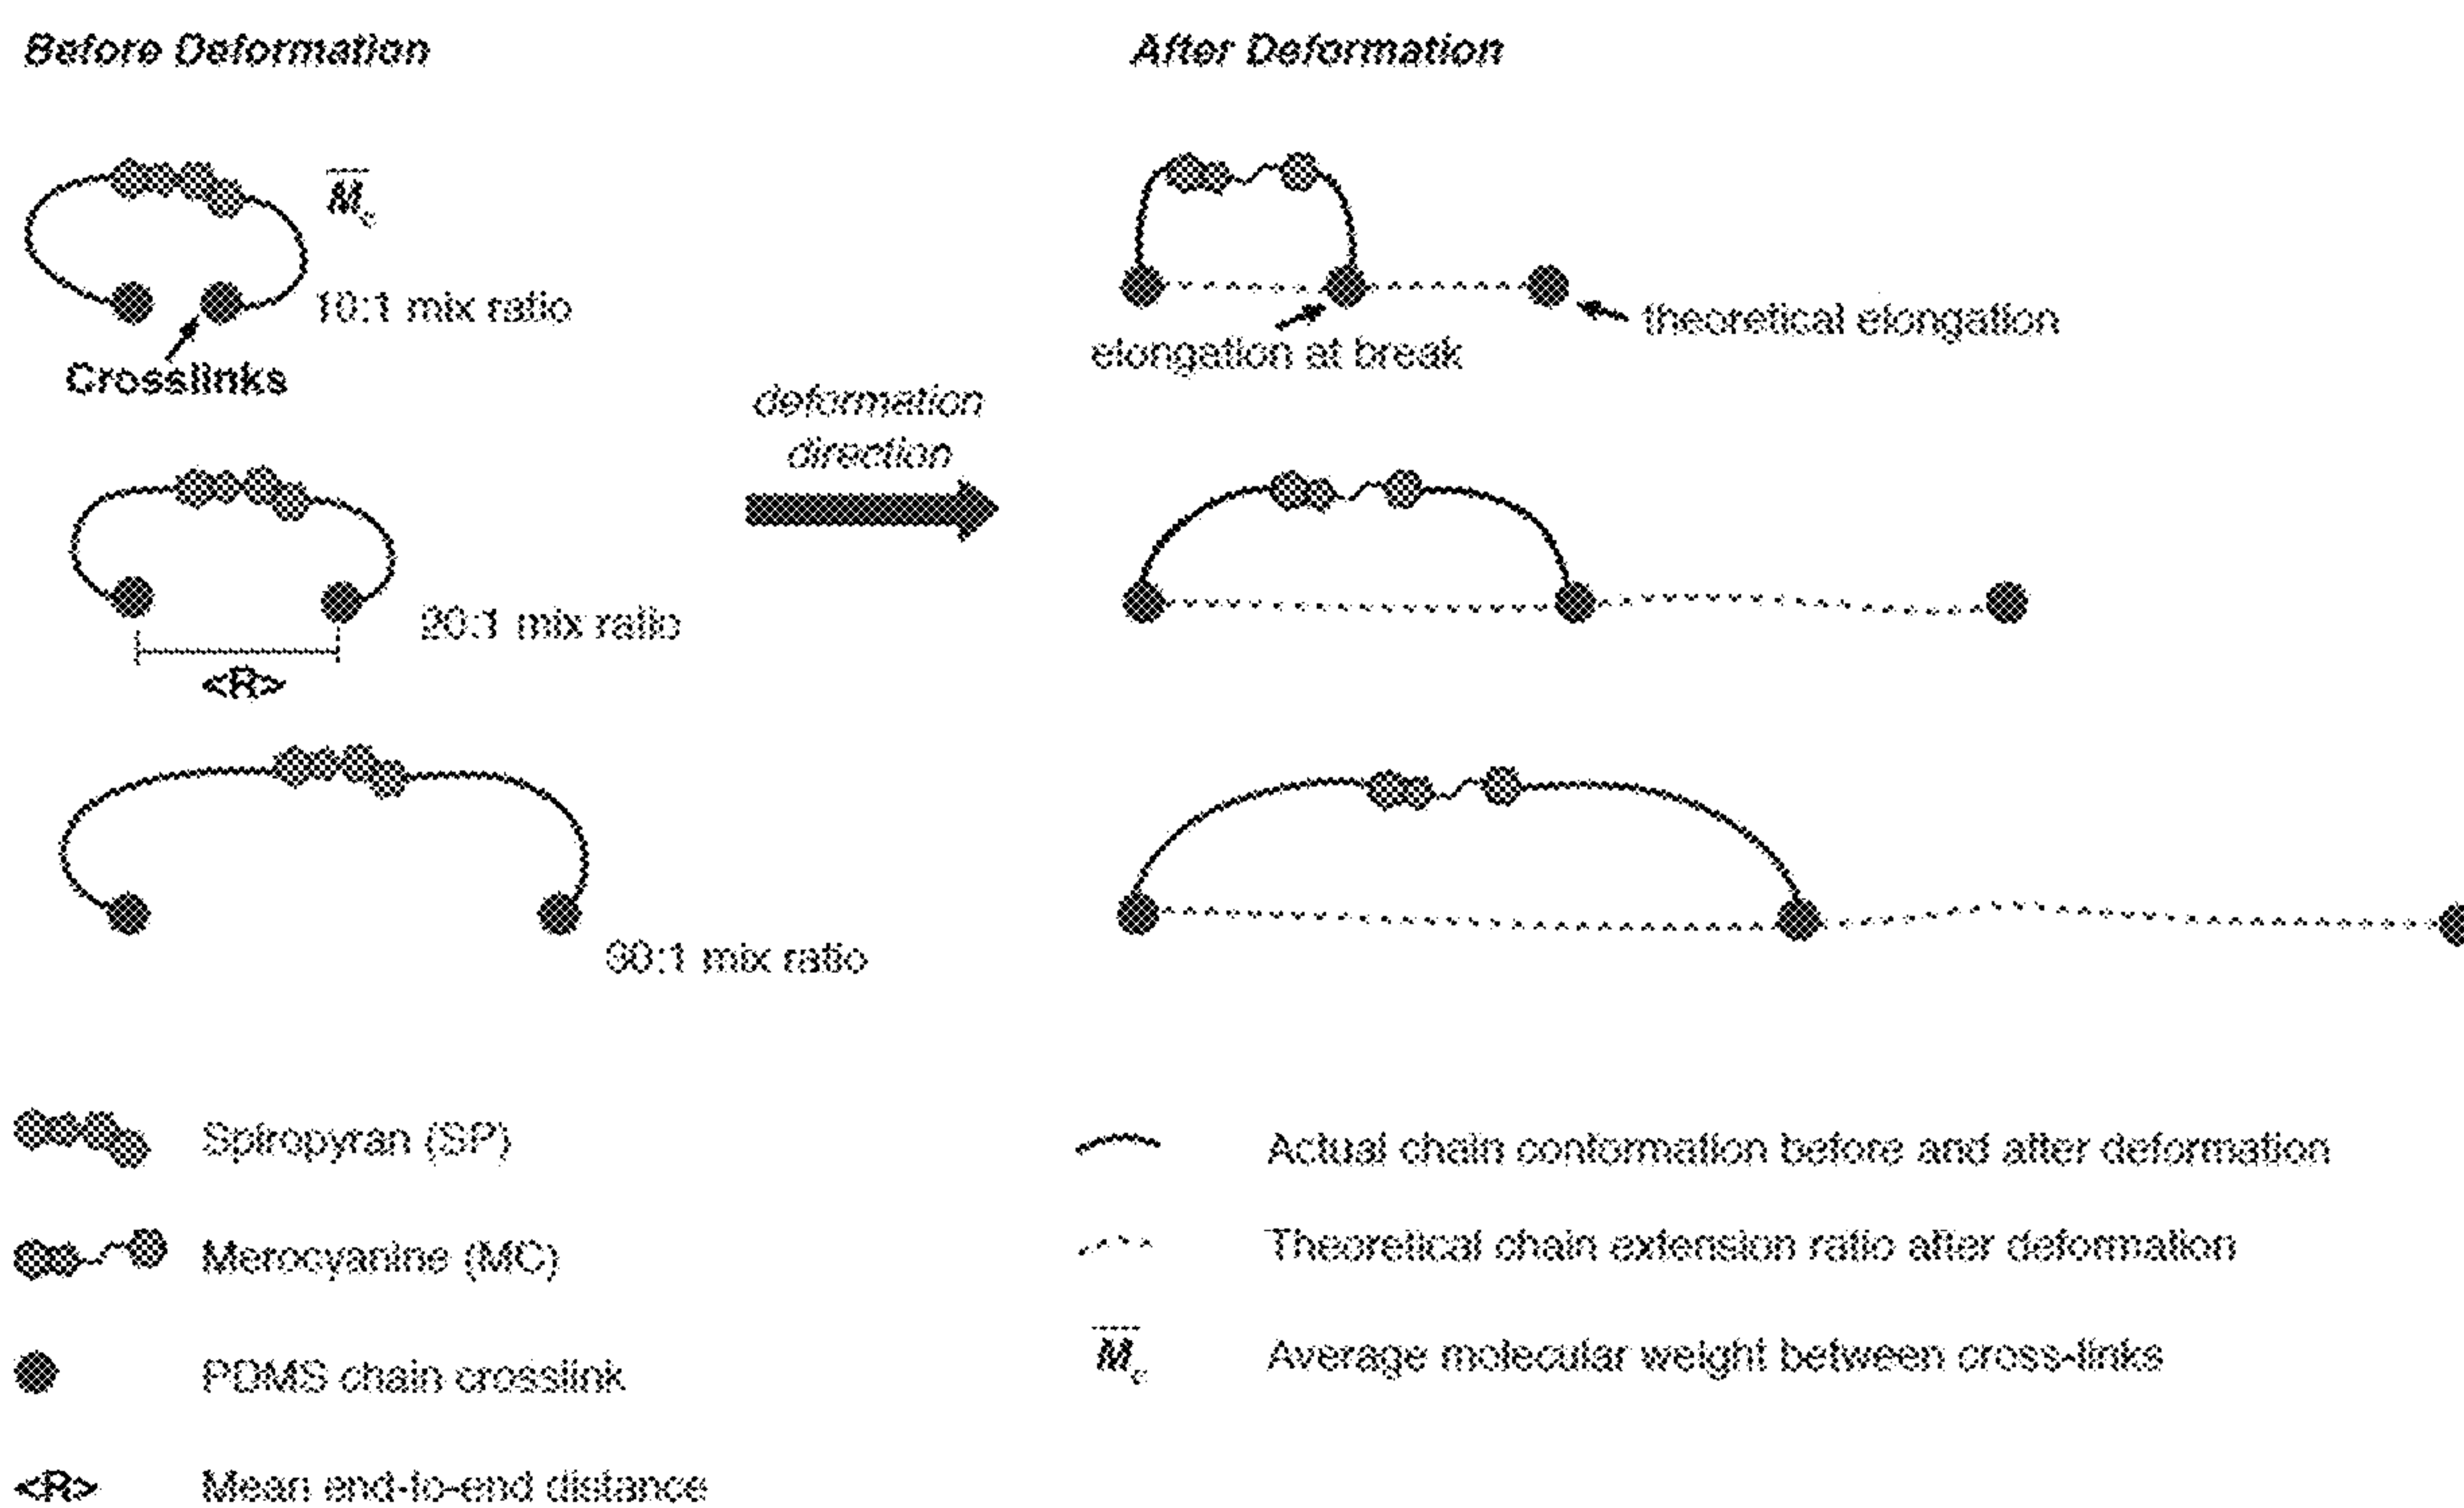 Before Deformation
After Deformation
M̅c
10:1 mix ratio
Crosslinks
theoretical elongation
elongation at break
deformation
direction
20:1 mix ratio
<R>
:1 mix ratio
Spiropyran (SP)
Merocyanine (MC)
PDMS chain crosslink
<R> Mean end-to-end distance
Actual chain conformation before and after deformation
Theoretical chain extension ratio after deformation
M̅c Average molecular weight between cross-links